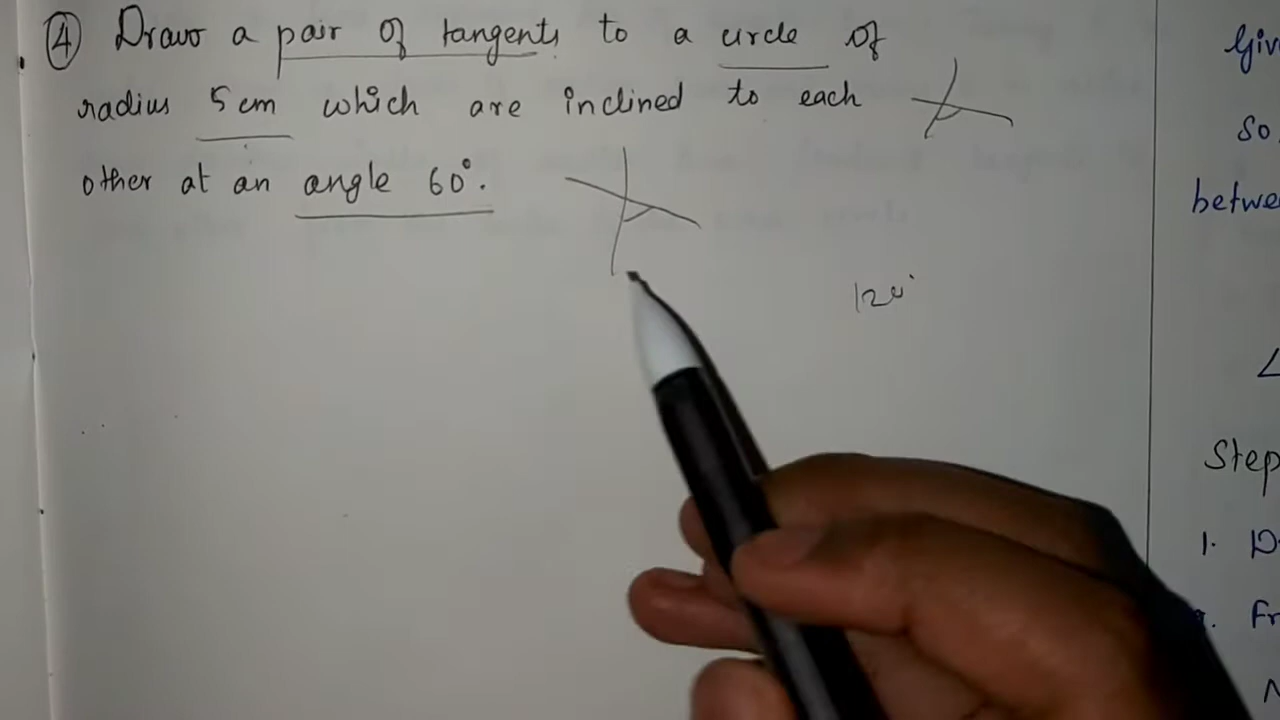 4 Draw a pair of tangents to a circle of
radius 5 cm which are inclined to each
other at an angle 60°.
120°
Giv
So,
betwe
∠
Step
1. D
Fr
N